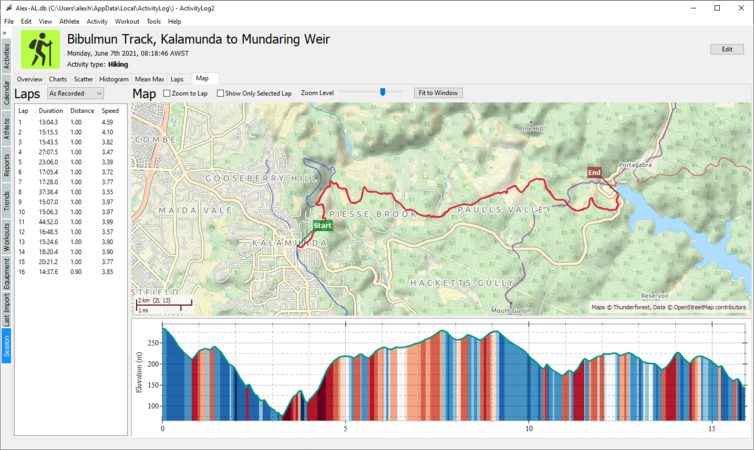 Alex-AL.db (C:\Users\alexh\AppData\Local\ActivityLog\) - ActivityLog2
File Edit View Athlete Activity Workout Tools Help
Bibulmun Track, Kalamunda to Mundaring Weir
Monday, June 7th 2021, 08:18:46 AWST
Activity type: Hiking
Edit
Overview Charts Scatter Histogram Mean Max Laps Map
Activities
Calendar
Athlete
Reports
Trends
Workouts
Equipment
Last Import
Session
Laps As Recorded
Map Zoom to Lap Show Only Selected Lap Zoom Level Fit to Window
Lap Duration Distance Speed
1 13:04.3 1.00 4.59
2 15:15.5 1.00 4.10
3 15:43.5 1.00 3.82
4 27:07.5 1.00 3.47
5 23:06.0 1.00 3.39
6 17:05.4 1.00 3.72
7 17:28.0 1.00 3.77
8 37:38.4 1.00 3.55
9 15:07.0 1.00 3.97
10 15:06.3 1.00 3.97
11 44:52.0 1.00 3.90
12 16:48.5 1.00 3.57
13 15:24.6 1.00 3.90
14 18:20.4 1.00 3.90
15 20:21.2 1.00 3.77
16 14:37.6 0.90 3.85
Pine Hill
COMBE
Portagabra
End
GOOSEBERRY HILL
MAIDA VALE
PIESSE BROOK
PAULLS VALLEY
Start
KALAMUNDA
HACKETTS GULLY
STFIELD
Reservoir
2 km (ZL 13)
1 mi
Mount Gungin
Maps © Thunderforest, Data © OpenStreetMap contributors
Elevation (m)
250
200
150
100
0 5 10 15